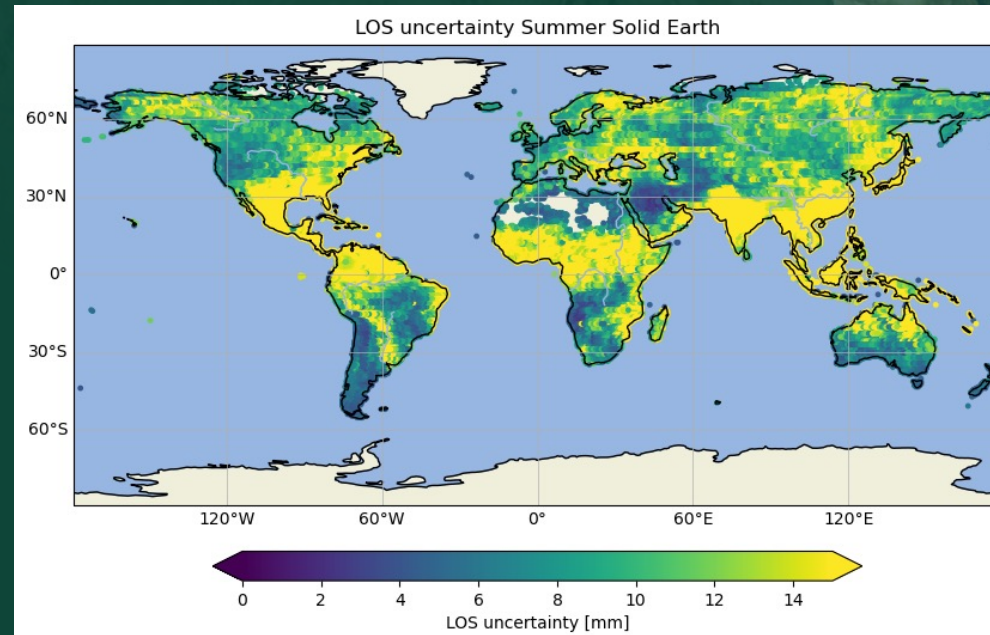 LOS uncertainty Summer Solid Earth
60°N
30°N
0°
30°S
60°S
120°W 60°W 0° 60°E 120°E
0 2 4 6 8 10 12 14
LOS uncertainty [mm]